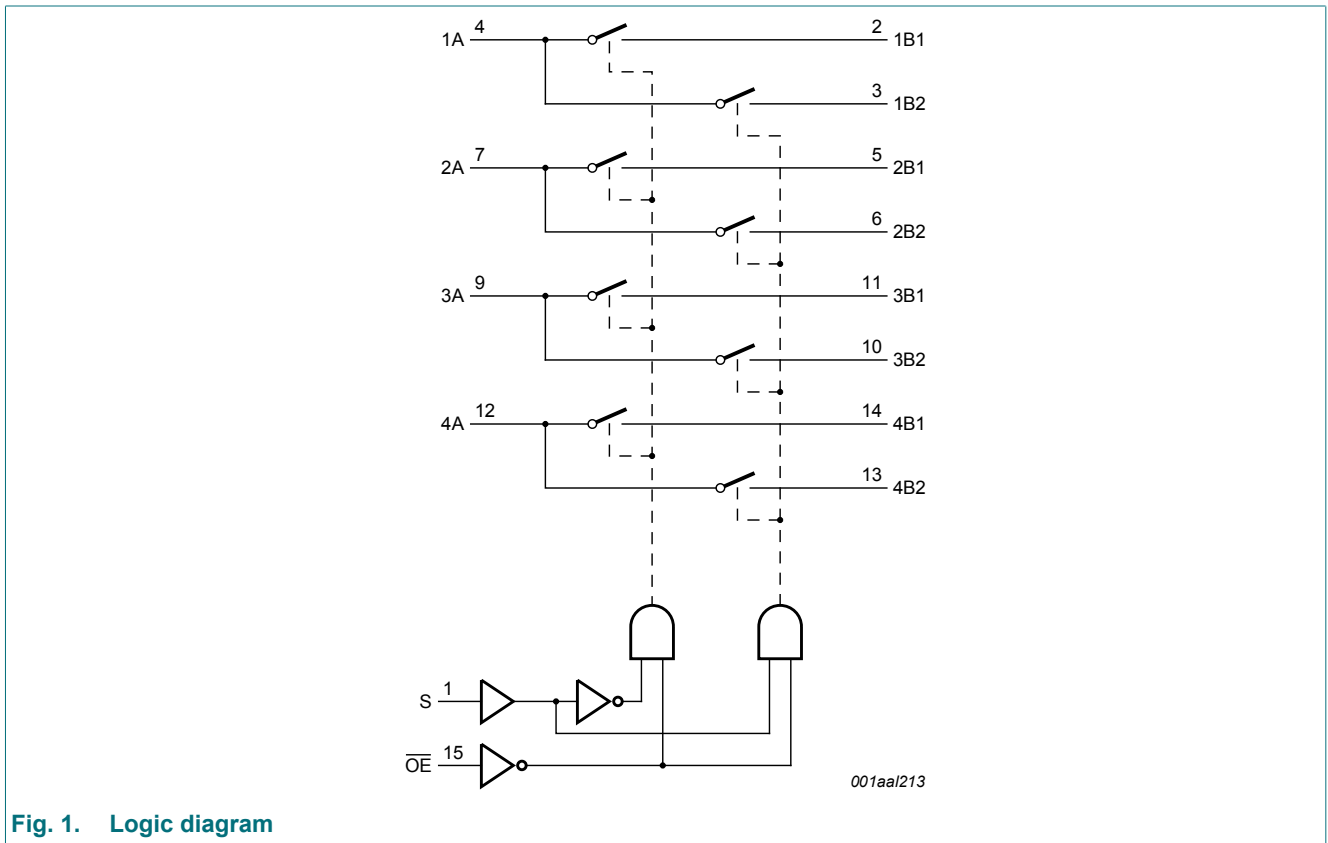 1A 4 2 1B1
3 1B2
2A 7 5 2B1
6 2B2
3A 9 11 3B1
10 3B2
4A 12 14 4B1
13 4B2
S 1
OE 15
001aal213
Fig. 1. Logic diagram